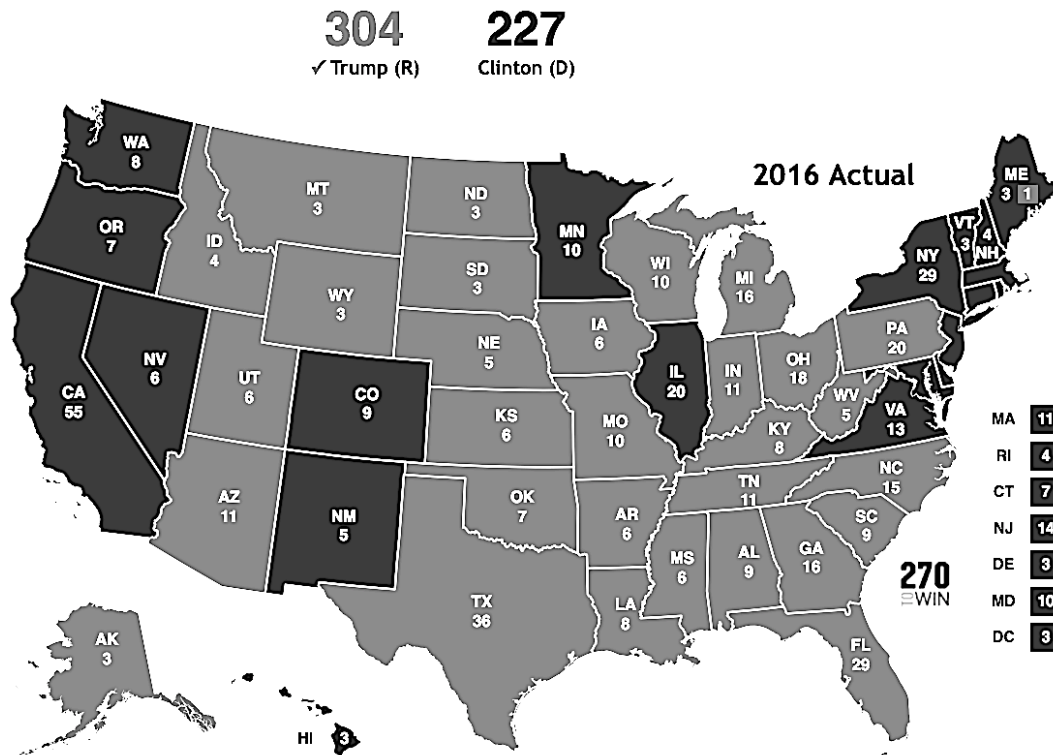 304 227
✓ Trump (R) Clinton (D)
2016 Actual
WA
8
OR
7
CA
55
NV
6
ID
4
MT
3
WY
3
UT
6
AZ
11
CO
9
NM
5
ND
3
SD
3
NE
5
KS
6
OK
7
TX
36
MN
10
IA
6
MO
10
AR
6
LA
8
WI
10
IL
20
MI
16
IN
11
OH
18
KY
8
TN
11
MS
6
AL
9
GA
16
FL
29
SC
9
NC
15
VA
13
WV
5
PA
20
NY
29
VT
3
4
NH
ME
3 1
MA 11
RI 4
CT 7
NJ 14
DE 3
MD 10
DC 3
270
TO WIN
AK
3
HI 3